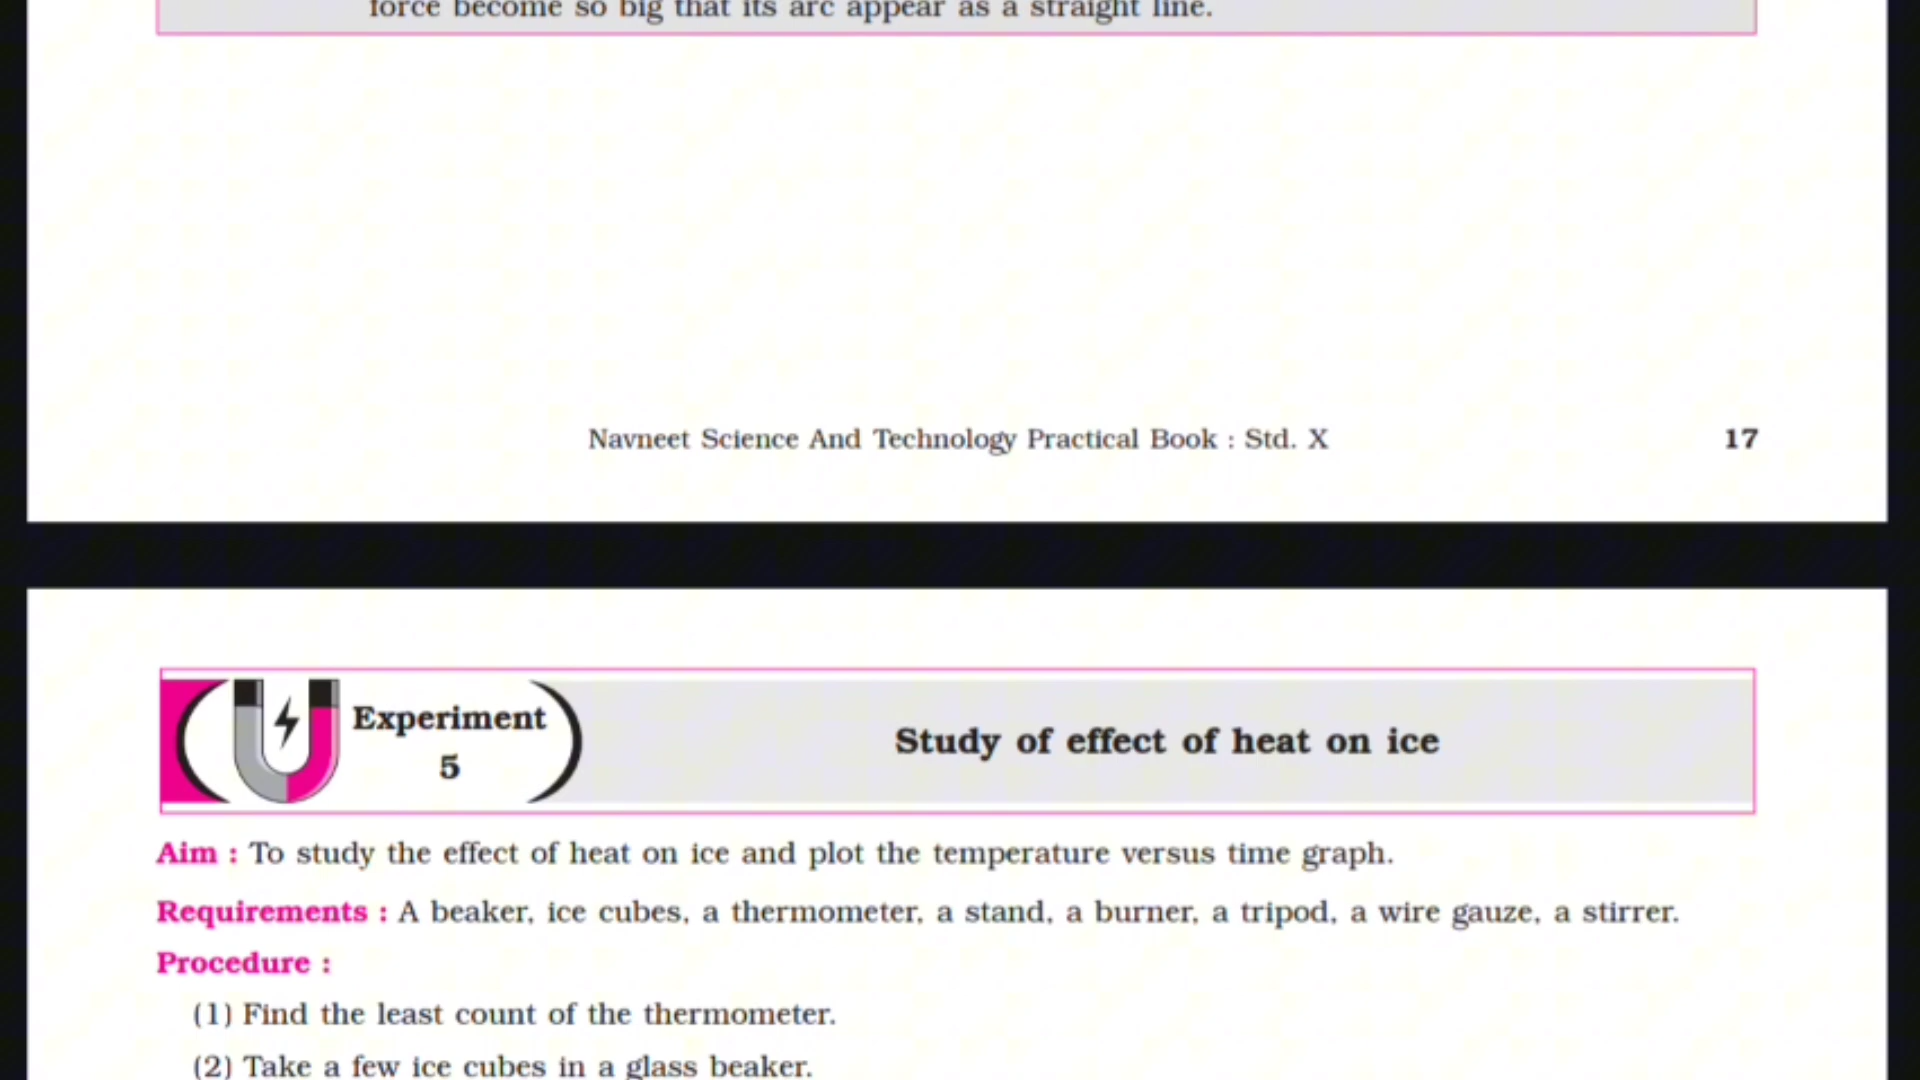 force become so big that its arc appear as a straight line.
Navneet Science And Technology Practical Book : Std. X
17
Experiment
5
Study of effect of heat on ice
Aim : To study the effect of heat on ice and plot the temperature versus time graph.
Requirements : A beaker, ice cubes, a thermometer, a stand, a burner, a tripod, a wire gauze, a stirrer.
Procedure :
(1) Find the least count of the thermometer.
(2) Take a few ice cubes in a glass beaker.